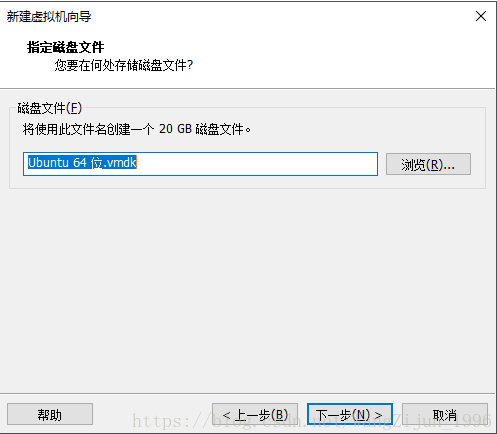 新建虚拟机向导
指定磁盘文件
您要在何处存储磁盘文件?
磁盘文件(F)
将使用此文件名创建一个 20 GB 磁盘文件。
Ubuntu 64 位.vmdk
浏览(R)...
帮助
< 上一步(B)
下一步(N) >
取消